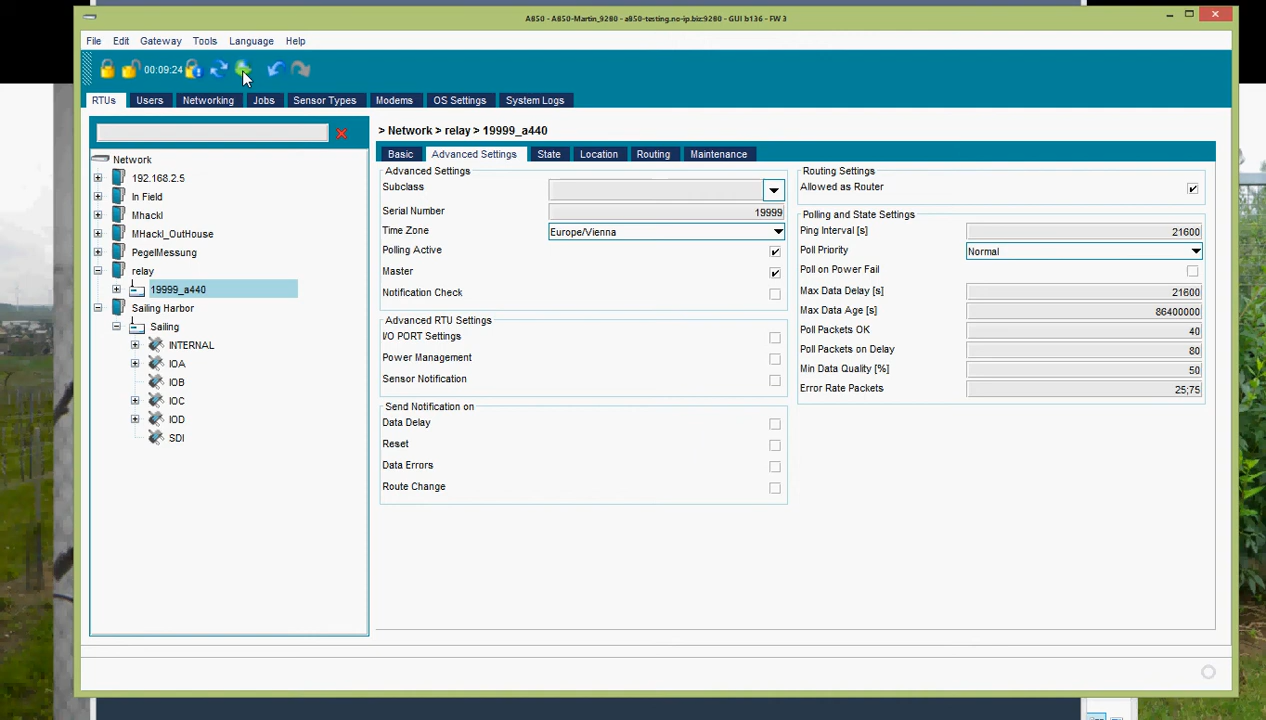 A850 - A850-Martin_9280 - a850-testing.no-ip.biz:9280 - GUI b136 - FW 3
File Edit Gateway Tools Language Help
00:09:24
RTUs Users Networking Jobs Sensor Types Modems OS Settings System Logs
Network
192.168.2.5
In Field
Mhackl
MHackl_OutHouse
PegelMessung
relay
19999_a440
Sailing Harbor
Sailing
INTERNAL
IOA
IOB
IOC
IOD
SDI
> Network > relay > 19999_a440
Basic Advanced Settings State Location Routing Maintenance
Advanced Settings
Subclass
Serial Number 19999
Time Zone Europe/Vienna
Polling Active
Master
Notification Check
Advanced RTU Settings
I/O PORT Settings
Power Management
Sensor Notification
Send Notification on
Data Delay
Reset
Data Errors
Route Change
Routing Settings
Allowed as Router
Polling and State Settings
Ping Interval [s] 21600
Poll Priority Normal
Poll on Power Fail
Max Data Delay [s] 21600
Max Data Age [s] 86400000
Poll Packets OK 40
Poll Packets on Delay 80
Min Data Quality [%] 50
Error Rate Packets 25;75